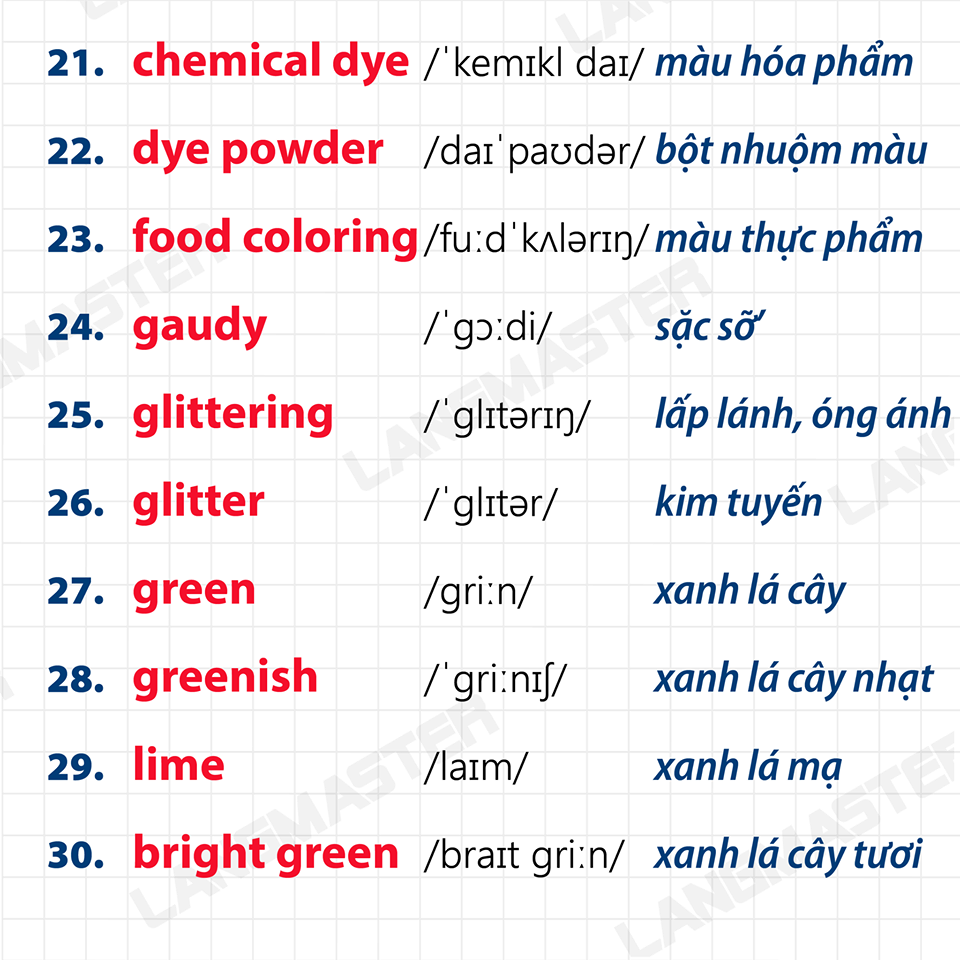 21. chemical dye /ˈkemɪkl daɪ/ màu hóa phẩm
22. dye powder /daɪˈpaʊdər/ bột nhuộm màu
23. food coloring /fuːdˈkʌlərɪŋ/ màu thực phẩm
24. gaudy /ˈgɔːdi/ sặc sỡ
25. glittering /ˈglɪtərɪŋ/ lấp lánh, óng ánh
26. glitter /ˈglɪtər/ kim tuyến
27. green /griːn/ xanh lá cây
28. greenish /ˈgriːnɪʃ/ xanh lá cây nhạt
29. lime /laɪm/ xanh lá mạ
30. bright green /braɪt griːn/ xanh lá cây tươi
LANGMASTER